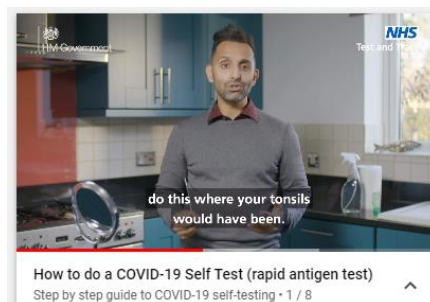 HM Government
NHS
Test and Trace
do this where your tonsils
would have been.
How to do a COVID-19 Self Test (rapid antigen test)
Step by step guide to COVID-19 self-testing • 1 / 8